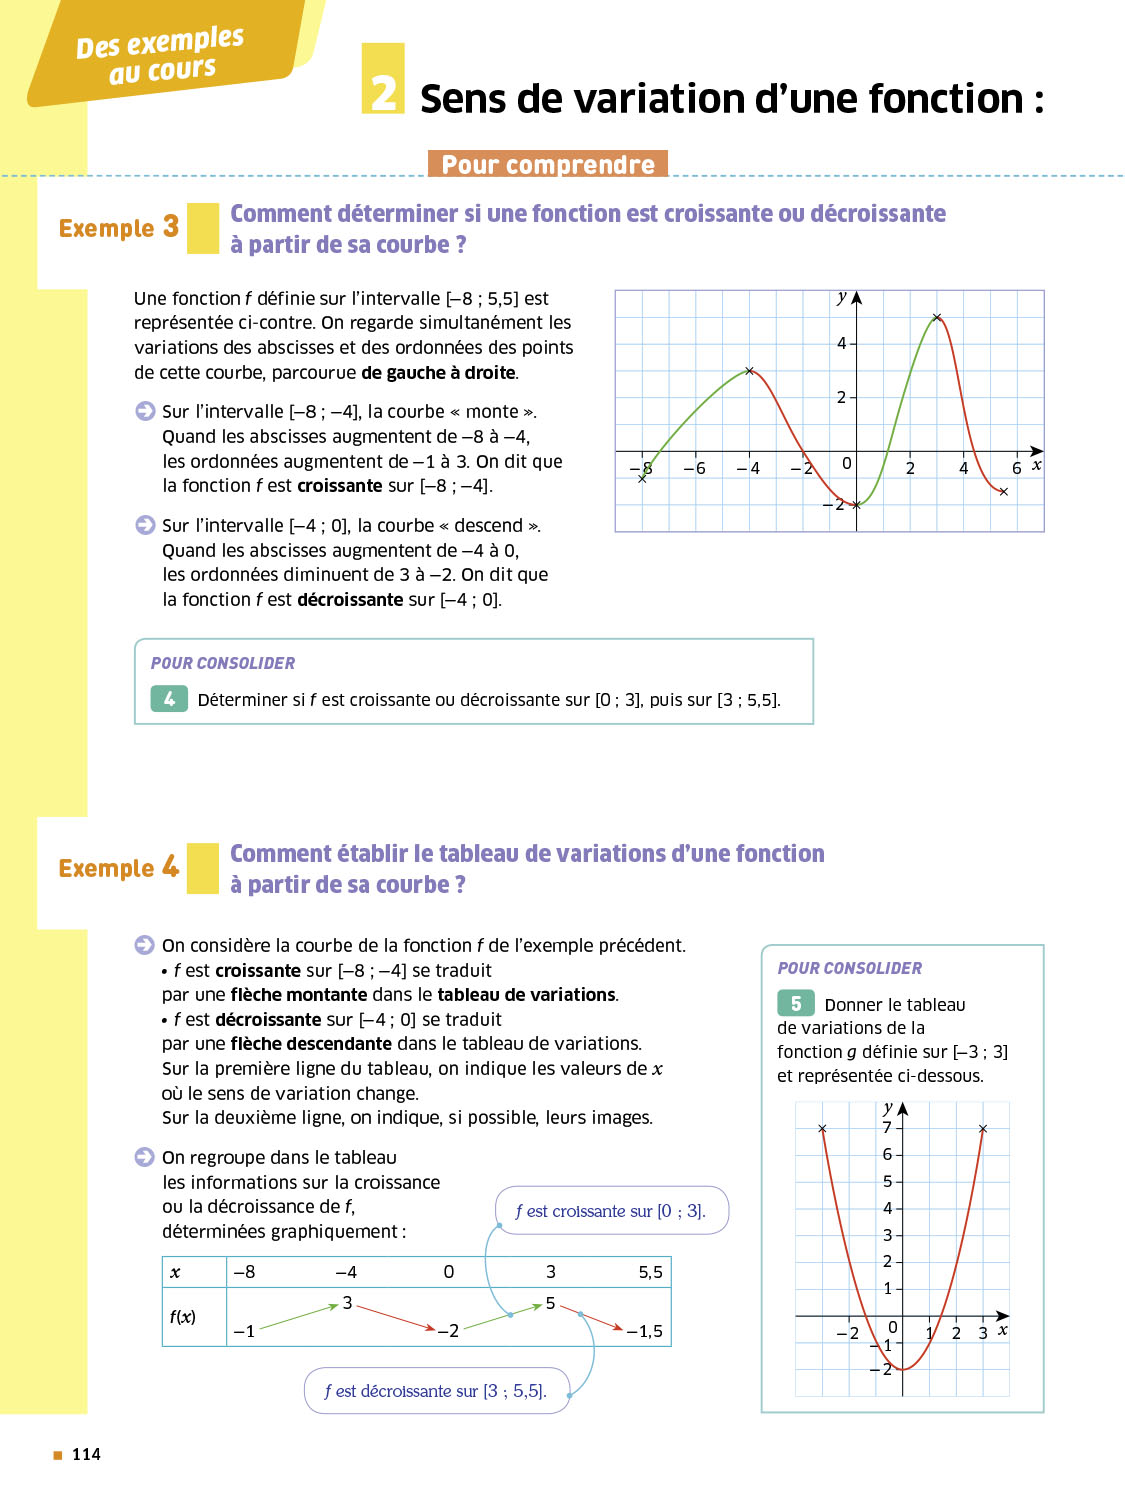 Des exemples
au cours
2 Sens de variation d'une fonction :
Pour comprendre
Exemple 3
Comment déterminer si une fonction est croissante ou décroissante
à partir de sa courbe ?
Une fonction f définie sur l'intervalle [−8 ; 5,5] est
représentée ci-contre. On regarde simultanément les
variations des abscisses et des ordonnées des points
de cette courbe, parcourue de gauche à droite.
Sur l'intervalle [−8 ; −4], la courbe « monte ».
Quand les abscisses augmentent de −8 à −4,
les ordonnées augmentent de −1 à 3. On dit que
la fonction f est croissante sur [−8 ; −4].
Sur l'intervalle [−4 ; 0], la courbe « descend ».
Quand les abscisses augmentent de −4 à 0,
les ordonnées diminuent de 3 à −2. On dit que
la fonction f est décroissante sur [−4 ; 0].
y
4
2
−8 −6 −4 −2 0 2 4 6 x
−2
POUR CONSOLIDER
4 Déterminer si f est croissante ou décroissante sur [0 ; 3], puis sur [3 ; 5,5].
Exemple 4
Comment établir le tableau de variations d'une fonction
à partir de sa courbe ?
On considère la courbe de la fonction f de l'exemple précédent.
• f est croissante sur [−8 ; −4] se traduit
par une flèche montante dans le tableau de variations.
• f est décroissante sur [−4 ; 0] se traduit
par une flèche descendante dans le tableau de variations.
Sur la première ligne du tableau, on indique les valeurs de x
où le sens de variation change.
Sur la deuxième ligne, on indique, si possible, leurs images.
On regroupe dans le tableau
les informations sur la croissance
ou la décroissance de f,
déterminées graphiquement :
f est croissante sur [0 ; 3].
x −8 −4 0 3 5,5
f(x) −1 3 −2 5 −1,5
f est décroissante sur [3 ; 5,5].
POUR CONSOLIDER
5 Donner le tableau
de variations de la
fonction g définie sur [−3 ; 3]
et représentée ci-dessous.
y
7
6
5
4
3
2
1
−2 0 1 2 3 x
−1
−2
114